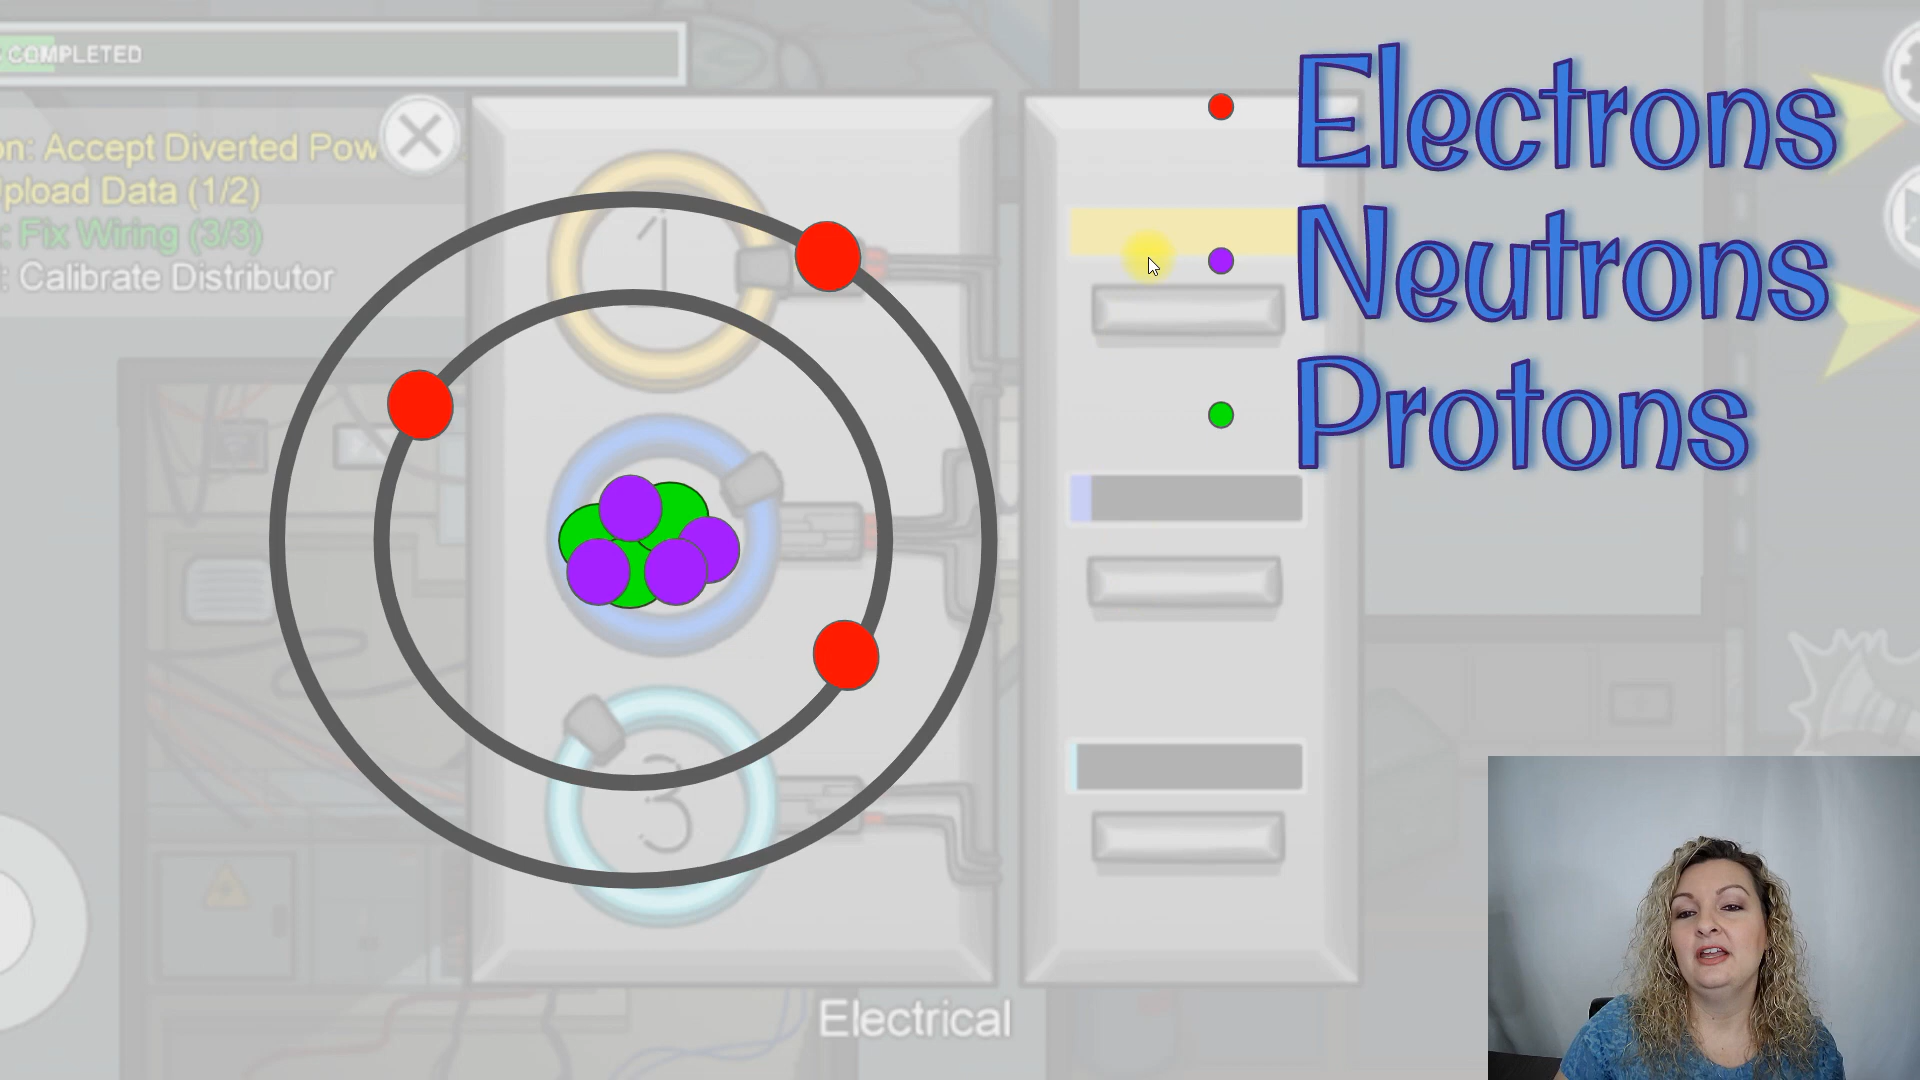 COMPLETED
on: Accept Diverted Pow
pload Data (1/2)
: Fix Wiring (3/3)
: Calibrate Distributor
1
3
Electrical
Electrons
Neutrons
Protons